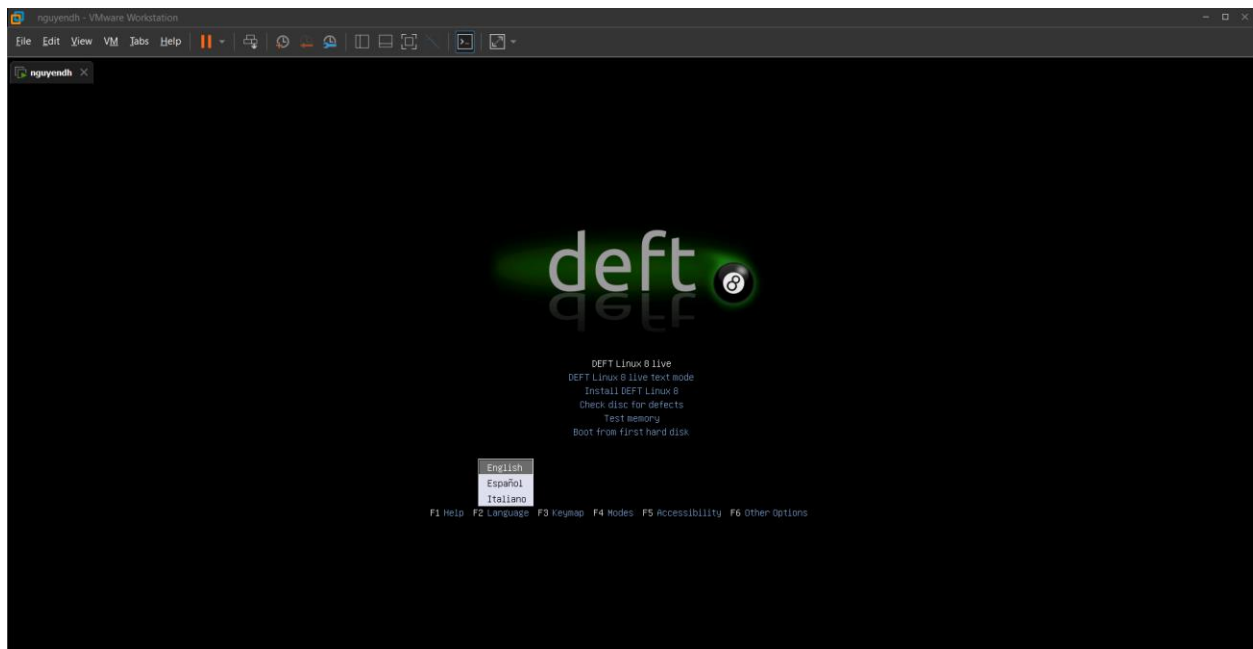 nguyendh - VMware Workstation
File Edit View VM Tabs Help
nguyendh
deft
8
DEFT Linux 8 live
DEFT Linux 8 live text mode
Install DEFT Linux 8
Check disc for defects
Test memory
Boot from first hard disk
English
Español
Italiano
F1 Help F2 Language F3 Keymap F4 Modes F5 Accessibility F6 Other Options